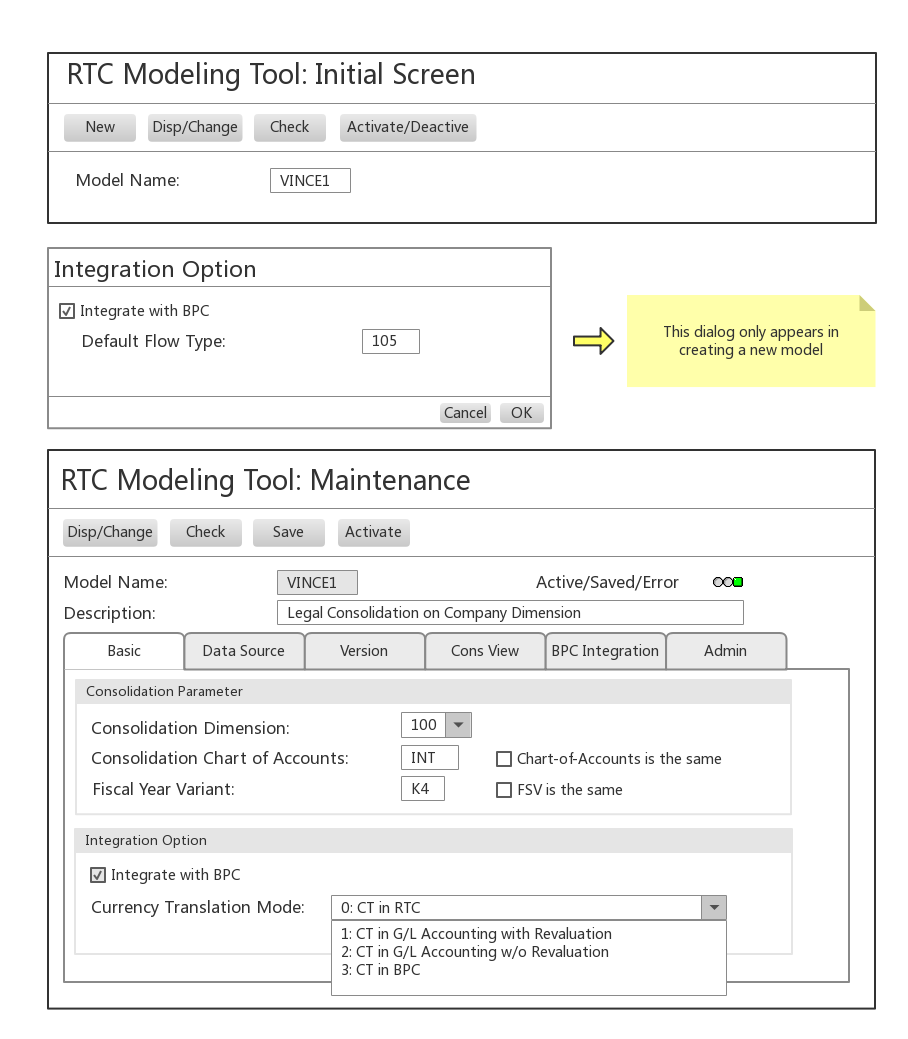 RTC Modeling Tool: Initial Screen
New Disp/Change Check Activate/Deactive
Model Name: VINCE1
Integration Option
Integrate with BPC
Default Flow Type: 105
Cancel OK
This dialog only appears in
creating a new model
RTC Modeling Tool: Maintenance
Disp/Change Check Save Activate
Model Name: VINCE1 Active/Saved/Error
Description: Legal Consolidation on Company Dimension
Basic Data Source Version Cons View BPC Integration Admin
Consolidation Parameter
Consolidation Dimension: 100
Consolidation Chart of Accounts: INT Chart-of-Accounts is the same
Fiscal Year Variant: K4 FSV is the same
Integration Option
Integrate with BPC
Currency Translation Mode: 0: CT in RTC
1: CT in G/L Accounting with Revaluation
2: CT in G/L Accounting w/o Revaluation
3: CT in BPC